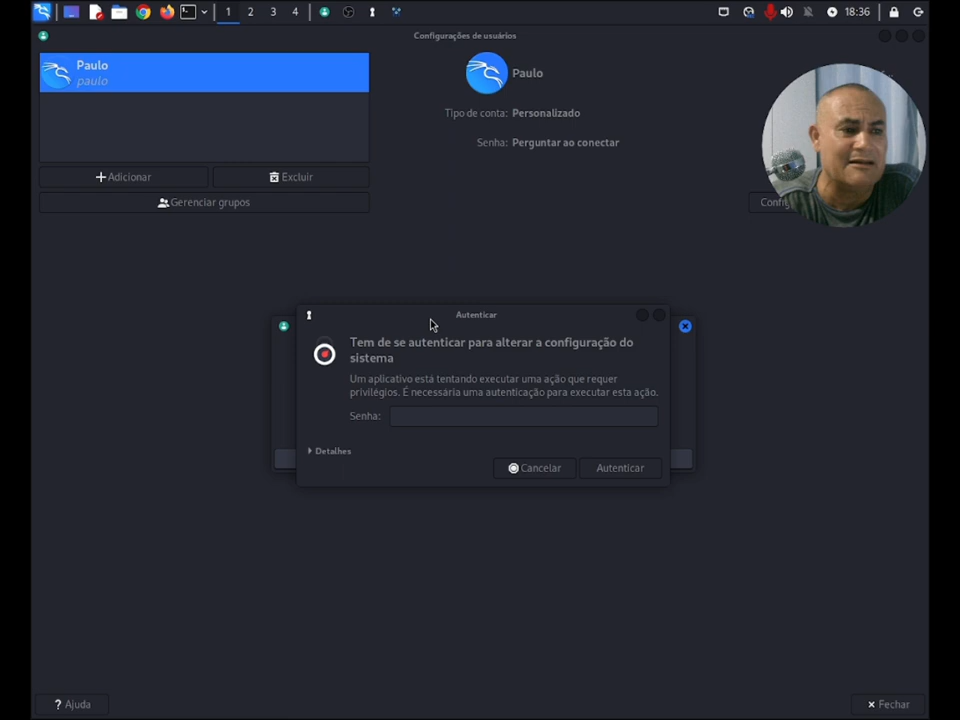 1 2 3 4 18:36
Configurações de usuários
Paulo
paulo
Paulo
Tipo de conta: Personalizado
Senha: Perguntar ao conectar
Adicionar
Excluir
Gerenciar grupos
Autenticar
Tem de se autenticar para alterar a configuração do
sistema
Um aplicativo está tentando executar uma ação que requer
privilégios. É necessária uma autenticação para executar esta ação.
Senha:
Detalhes
Cancelar
Autenticar
? Ajuda
Fechar